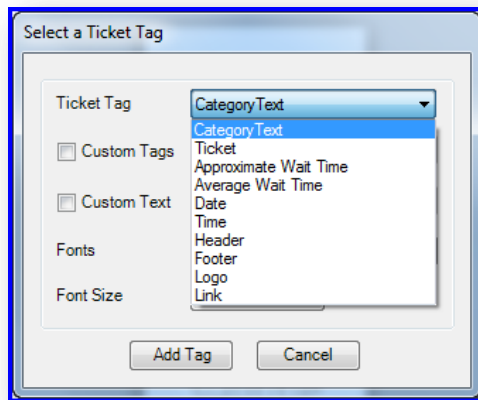 Select a Ticket Tag
Ticket Tag
CategoryText
CategoryText
Custom Tags
Ticket
Approximate Wait Time
Average Wait Time
Custom Text
Date
Time
Header
Fonts
Footer
Logo
Font Size
Link
Add Tag
Cancel